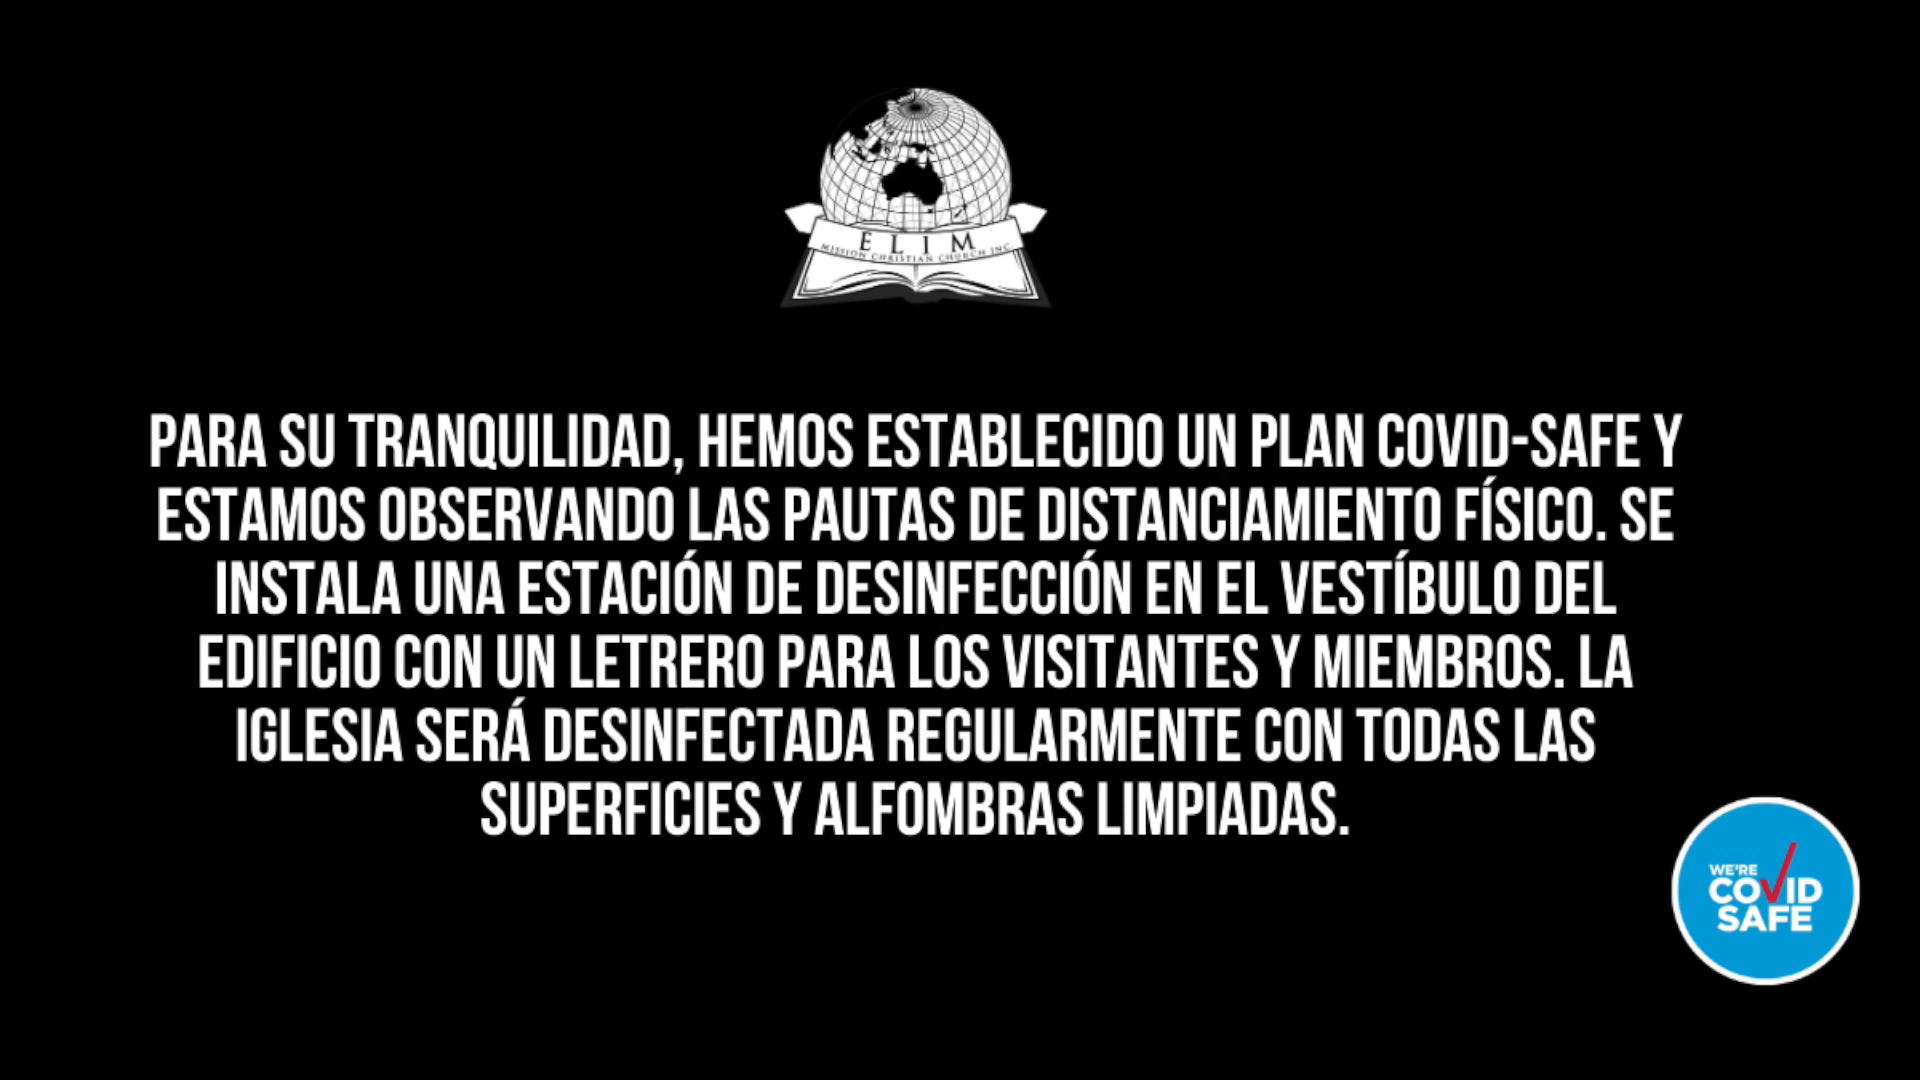 ELIM
MISSION CHRISTIAN CHURCH INC.
PARA SU TRANQUILIDAD, HEMOS ESTABLECIDO UN PLAN COVID-SAFE Y
ESTAMOS OBSERVANDO LAS PAUTAS DE DISTANCIAMIENTO FÍSICO. SE
INSTALA UNA ESTACIÓN DE DESINFECCIÓN EN EL VESTÍBULO DEL
EDIFICIO CON UN LETRERO PARA LOS VISITANTES Y MIEMBROS. LA
IGLESIA SERÁ DESINFECTADA REGULARMENTE CON TODAS LAS
SUPERFICIES Y ALFOMBRAS LIMPIADAS.
WE'RE
COVID
SAFE